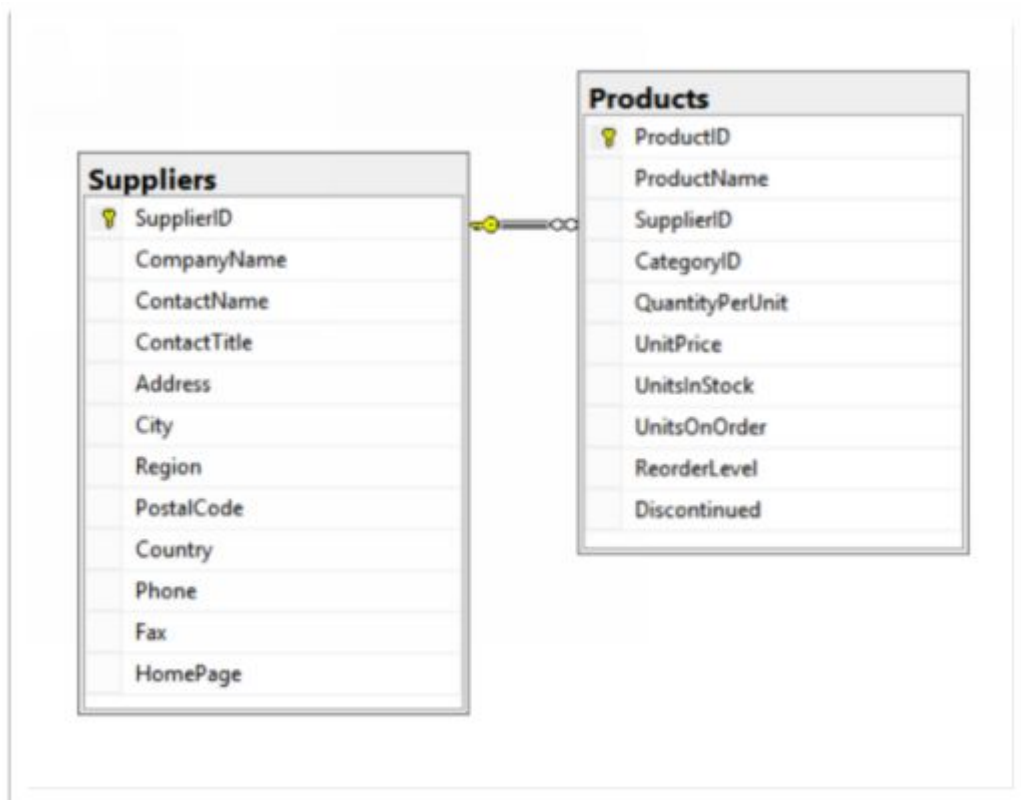 Suppliers
SupplierID
CompanyName
ContactName
ContactTitle
Address
City
Region
PostalCode
Country
Phone
Fax
HomePage
Products
ProductID
ProductName
SupplierID
CategoryID
QuantityPerUnit
UnitPrice
UnitsInStock
UnitsOnOrder
ReorderLevel
Discontinued